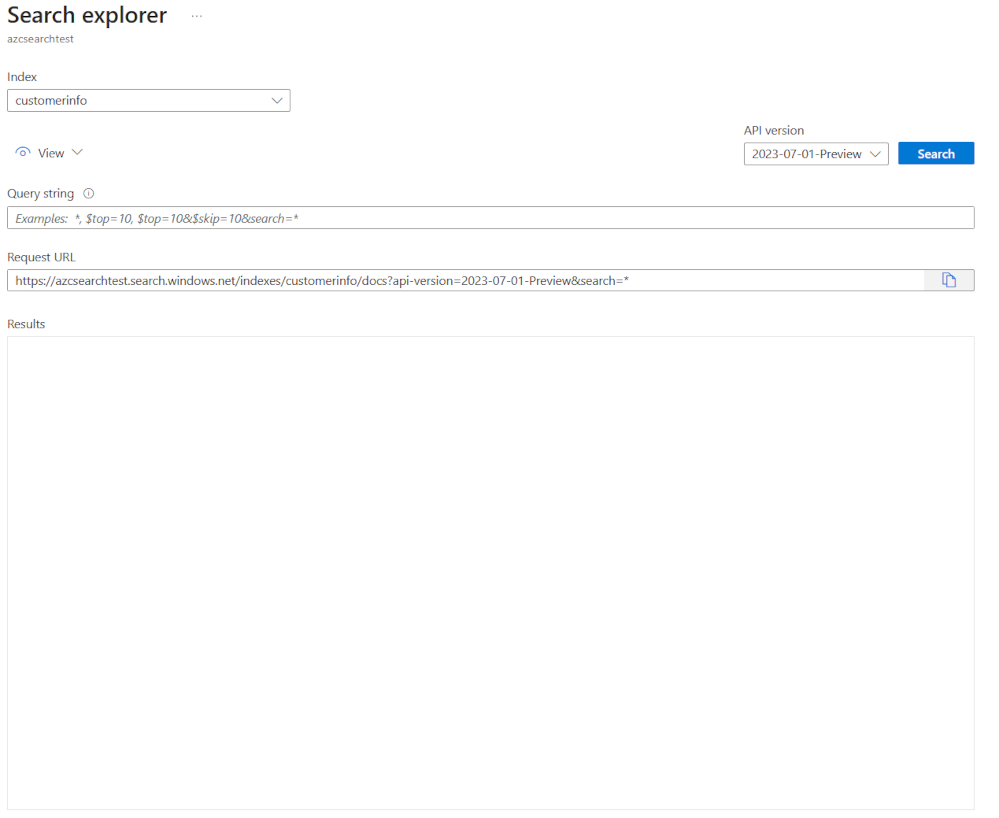 Search explorer ...
azcsearchtest
Index
customerinfo
API version
View
2023-07-01-Preview
Search
Query string
Examples: *, $top=10, $top=10&$skip=10&search=*
Request URL
https://azcsearchtest.search.windows.net/indexes/customerinfo/docs?api-version=2023-07-01-Preview&search=*
Results